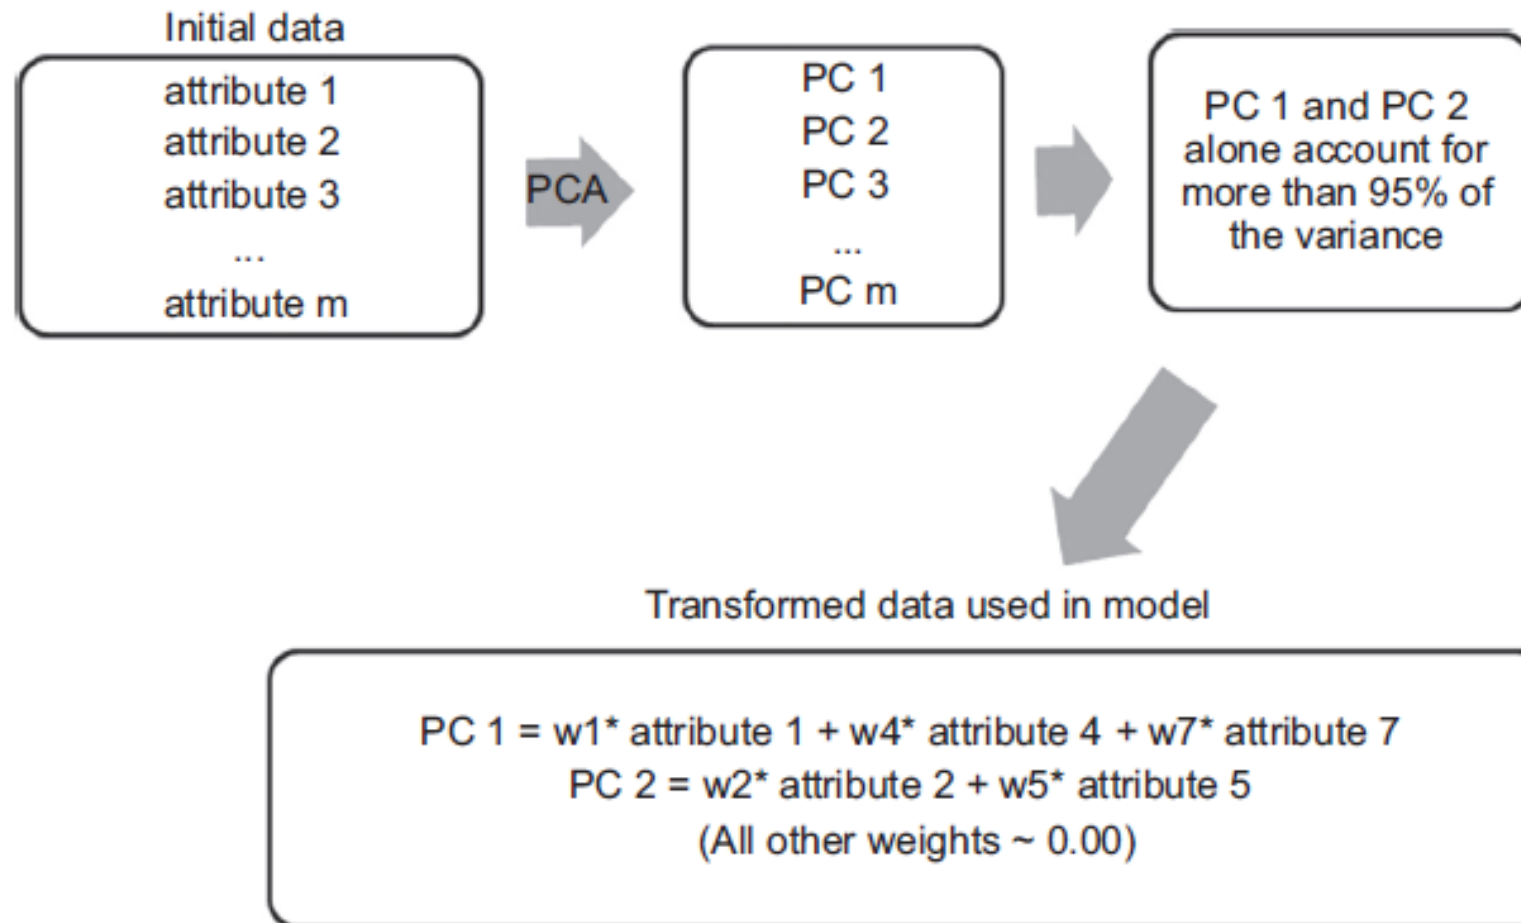 Initial data
attribute 1
attribute 2
attribute 3
...
attribute m
PCA
PC 1
PC 2
PC 3
...
PC m
PC 1 and PC 2
alone account for
more than 95% of
the variance
Transformed data used in model
PC 1 = w1* attribute 1 + w4* attribute 4 + w7* attribute 7
PC 2 = w2* attribute 2 + w5* attribute 5
(All other weights ~ 0.00)